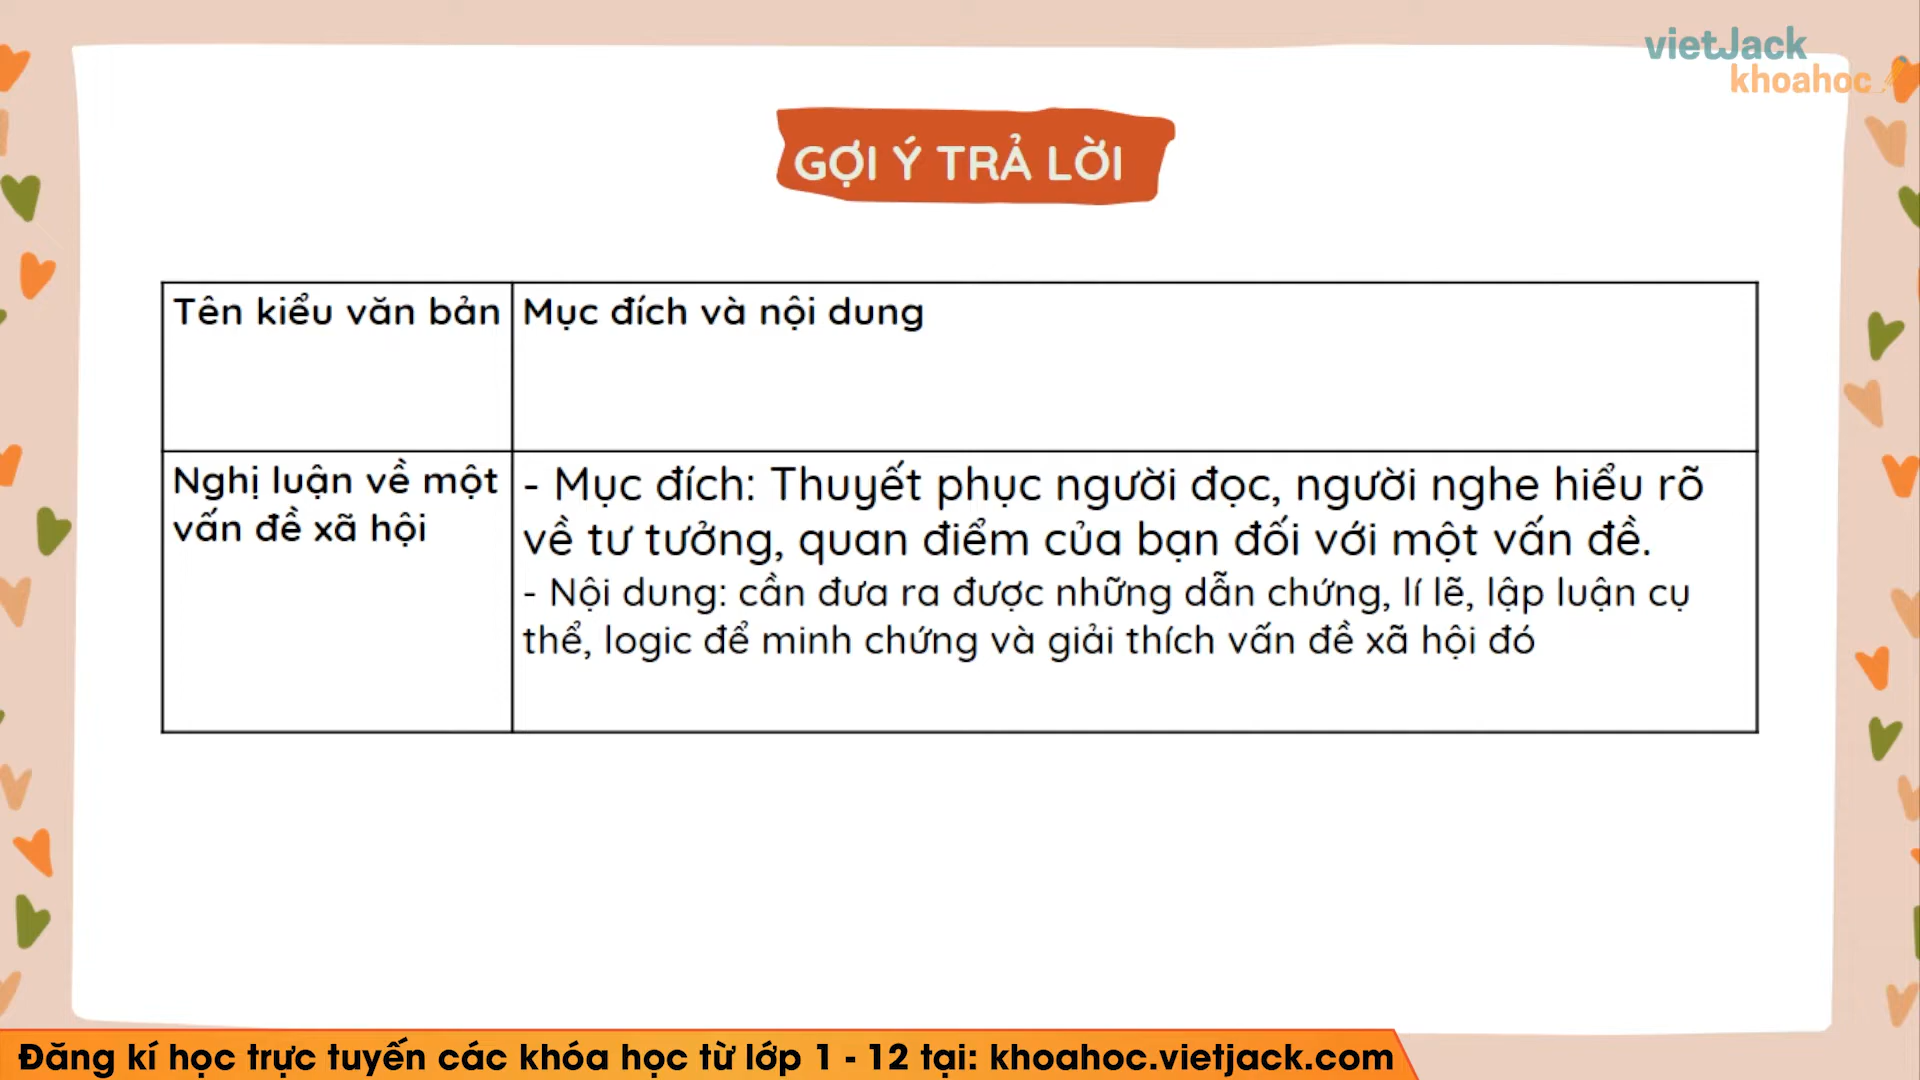 vietJack
khoahoc
GỢI Ý TRẢ LỜI
Tên kiểu văn bản
Mục đích và nội dung
Nghị luận về một
vấn đề xã hội
- Mục đích: Thuyết phục người đọc, người nghe hiểu rõ
về tư tưởng, quan điểm của bạn đối với một vấn đề.
- Nội dung: cần đưa ra được những dẫn chứng, lí lẽ, lập luận cụ
thể, logic để minh chứng và giải thích vấn đề xã hội đó
Đăng kí học trực tuyến các khóa học từ lớp 1 - 12 tại: khoahoc.vietjack.com